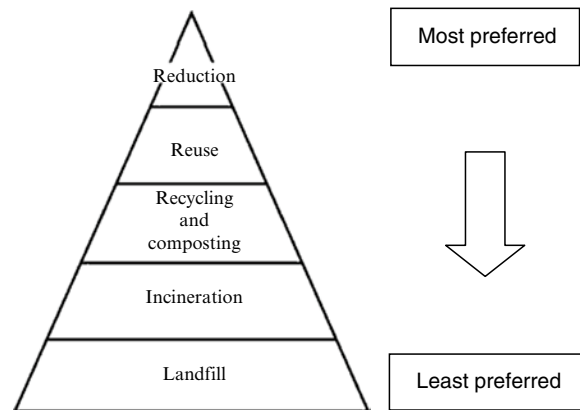 Most preferred
Reduction
Reuse
Recycling
and
composting
Incineration
Landfill
Least preferred